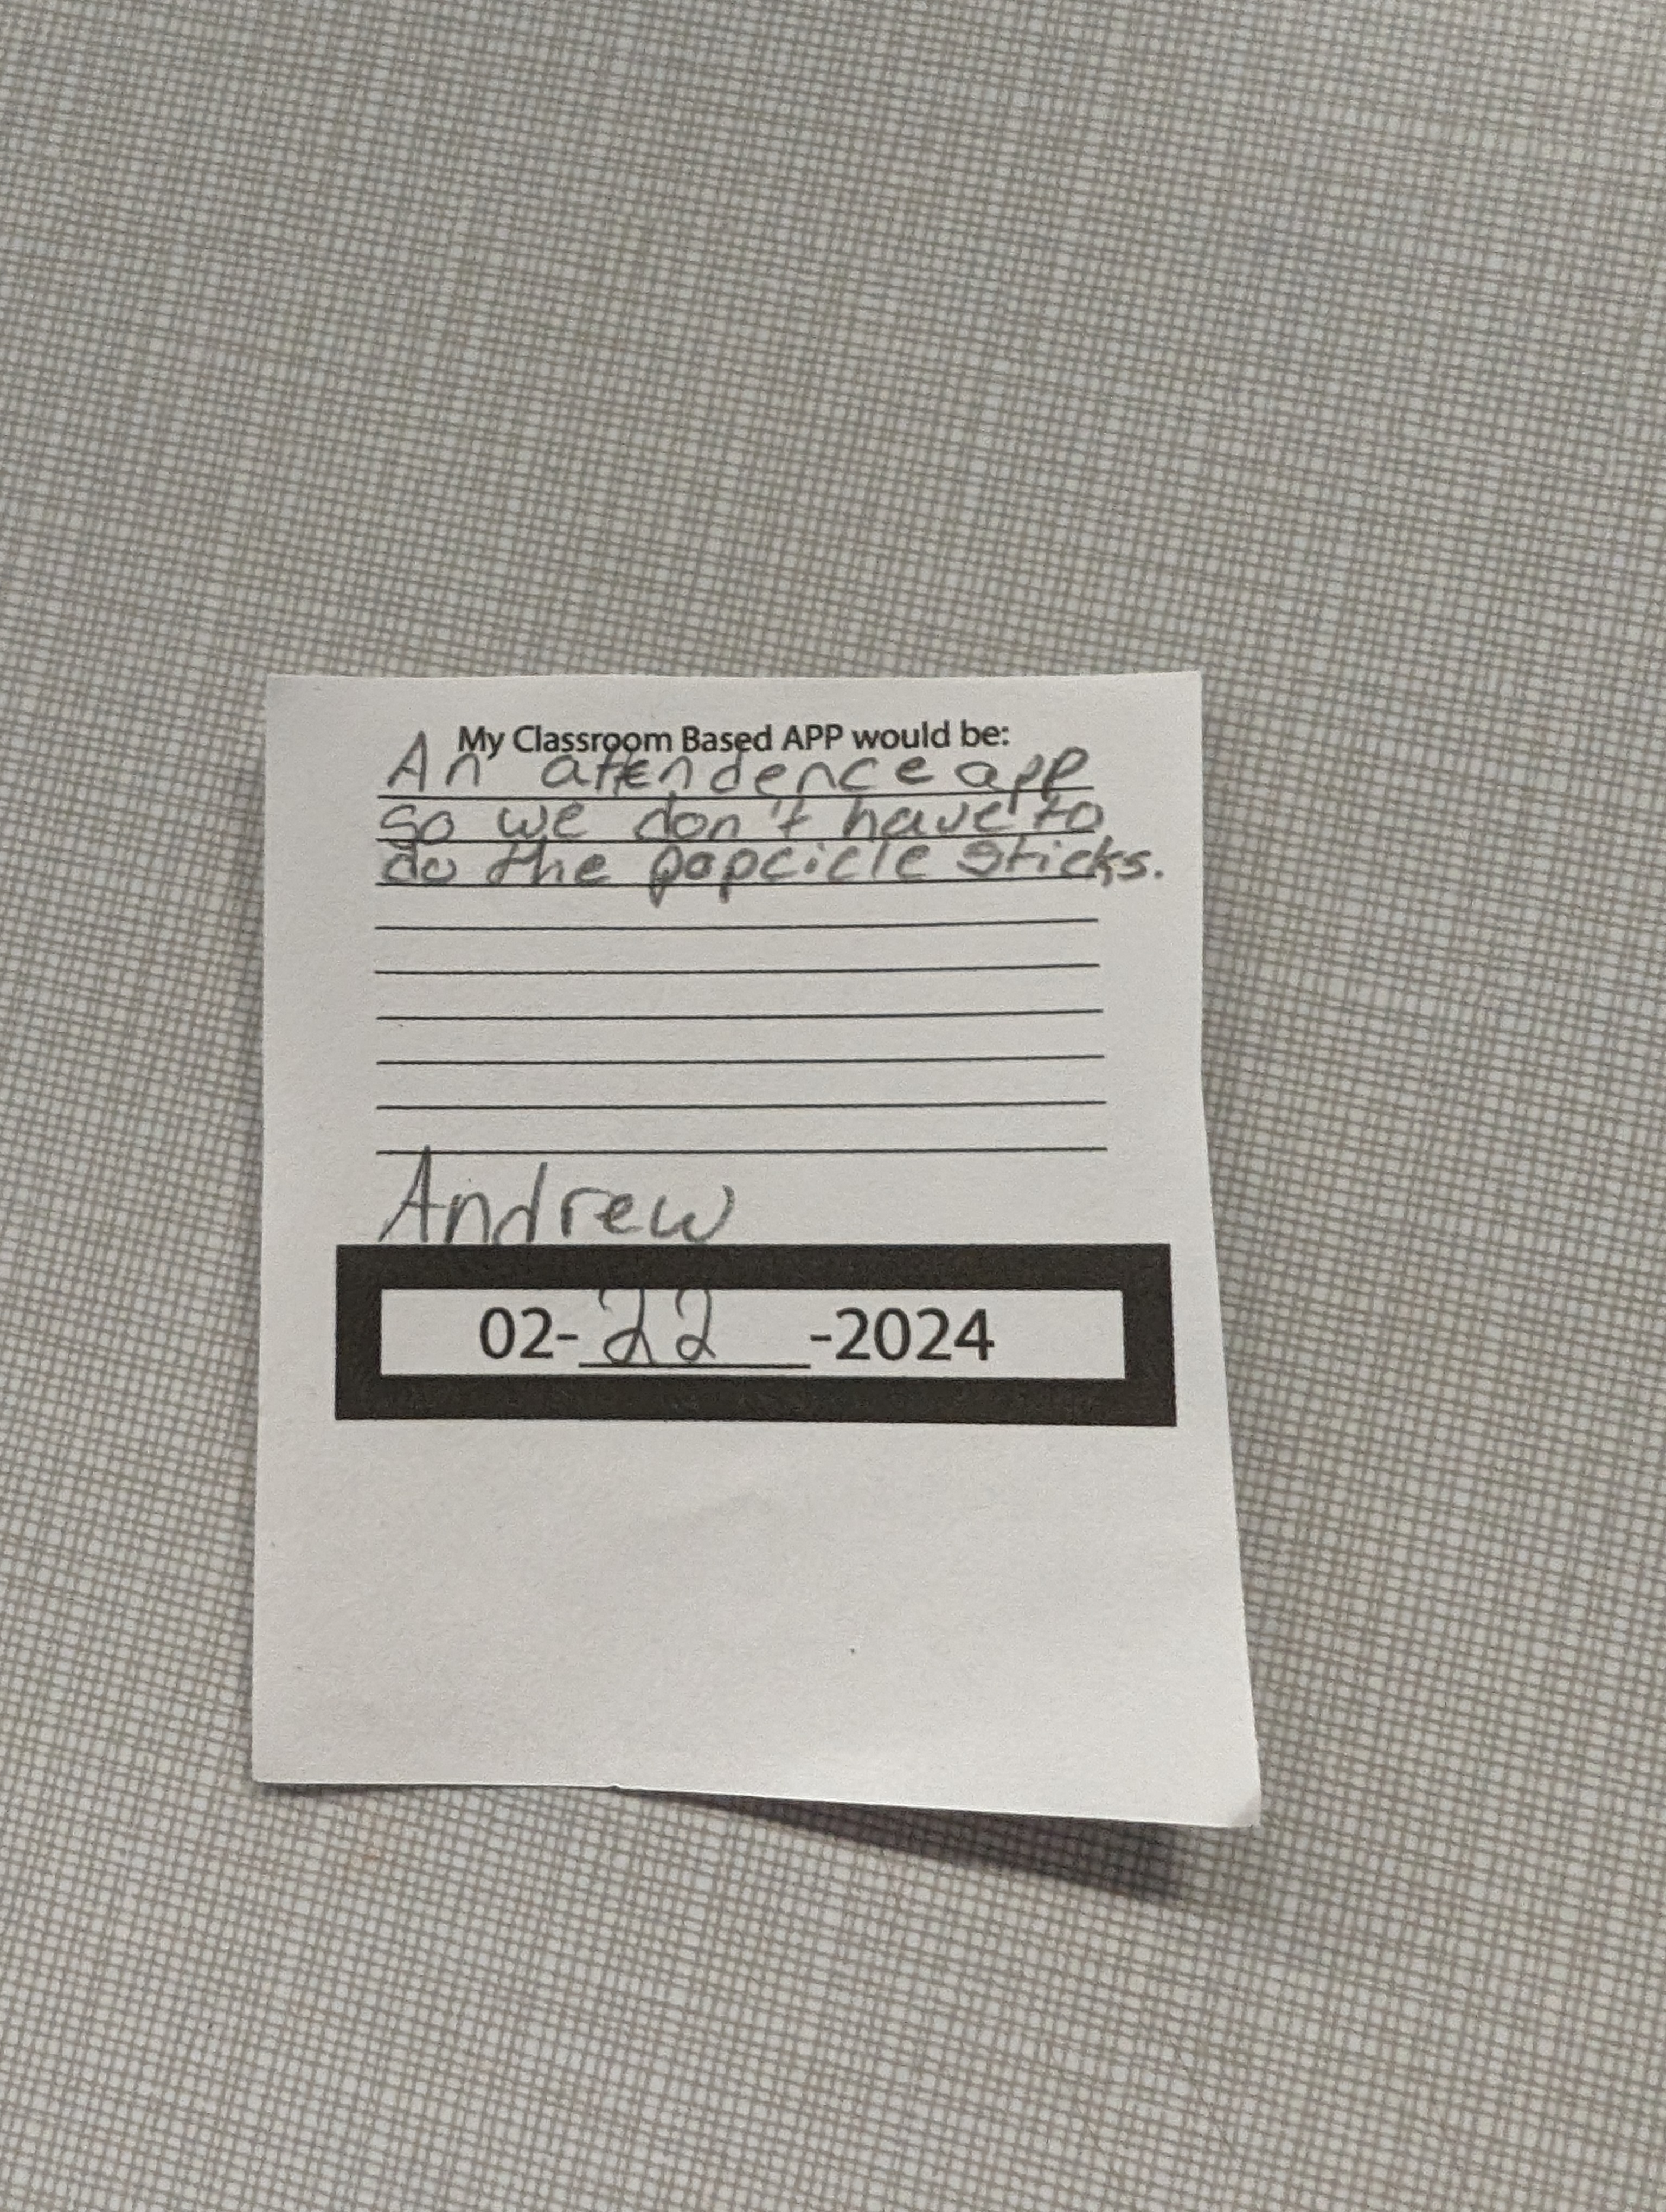 My Classroom Based APP would be:
An attendence app
so we don't have to
do the popcicle sticks.
Andrew
02-22-2024